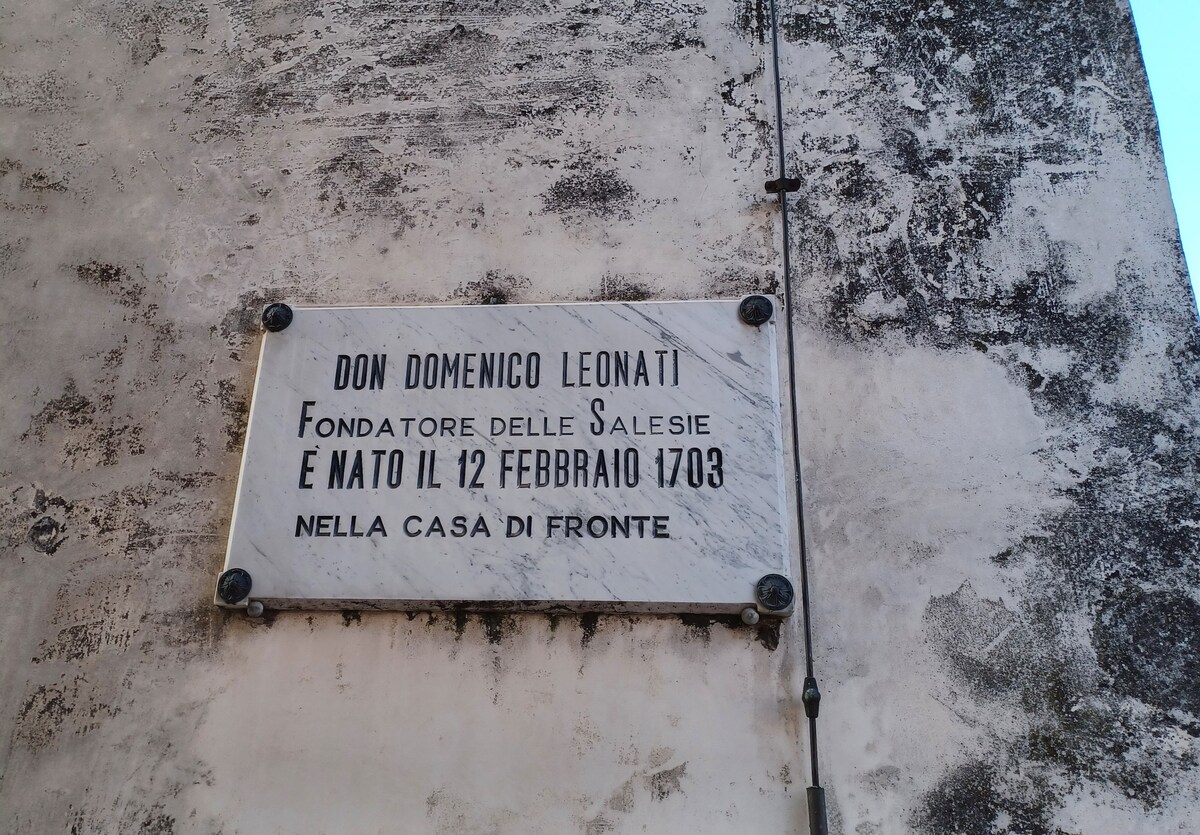 DON DOMENICO LEONATI
FONDATORE DELLE SALESIE
È NATO IL 12 FEBBRAIO 1703
NELLA CASA DI FRONTE